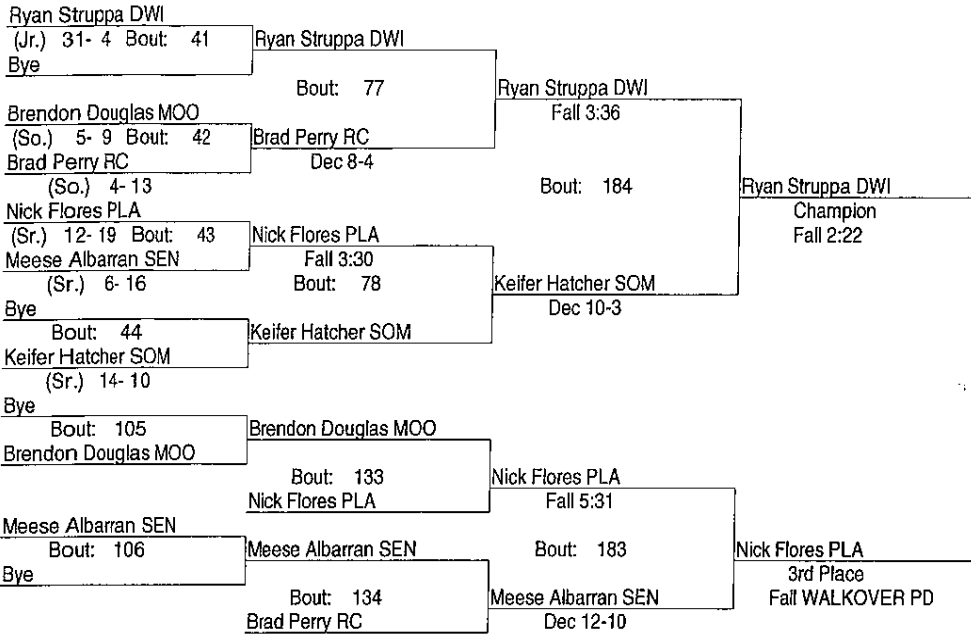 Ryan Struppa DWI
(Jr.) 31- 4 Bout: 41
Ryan Struppa DWI
Bye
Bout: 77
Ryan Struppa DWI
Fall 3:36
Brendon Douglas MOO
(So.) 5- 9 Bout: 42
Brad Perry RC
Brad Perry RC
Dec 8-4
(So.) 4- 13
Bout: 184
Ryan Struppa DWI
Champion
Fall 2:22
Nick Flores PLA
(Sr.) 12- 19 Bout: 43
Nick Flores PLA
Meese Albarran SEN
Fall 3:30
(Sr.) 6- 16
Bout: 78
Keifer Hatcher SOM
Dec 10-3
Bye
Bout: 44
Keifer Hatcher SOM
Keifer Hatcher SOM
(Sr.) 14- 10
Bye
Bout: 105
Brendon Douglas MOO
Brendon Douglas MOO
Bout: 133
Nick Flores PLA
Nick Flores PLA
Fall 5:31
Meese Albarran SEN
Bout: 106
Meese Albarran SEN
Bout: 183
Nick Flores PLA
Bye
3rd Place
Fall WALKOVER PD
Bout: 134
Meese Albarran SEN
Brad Perry RC
Dec 12-10